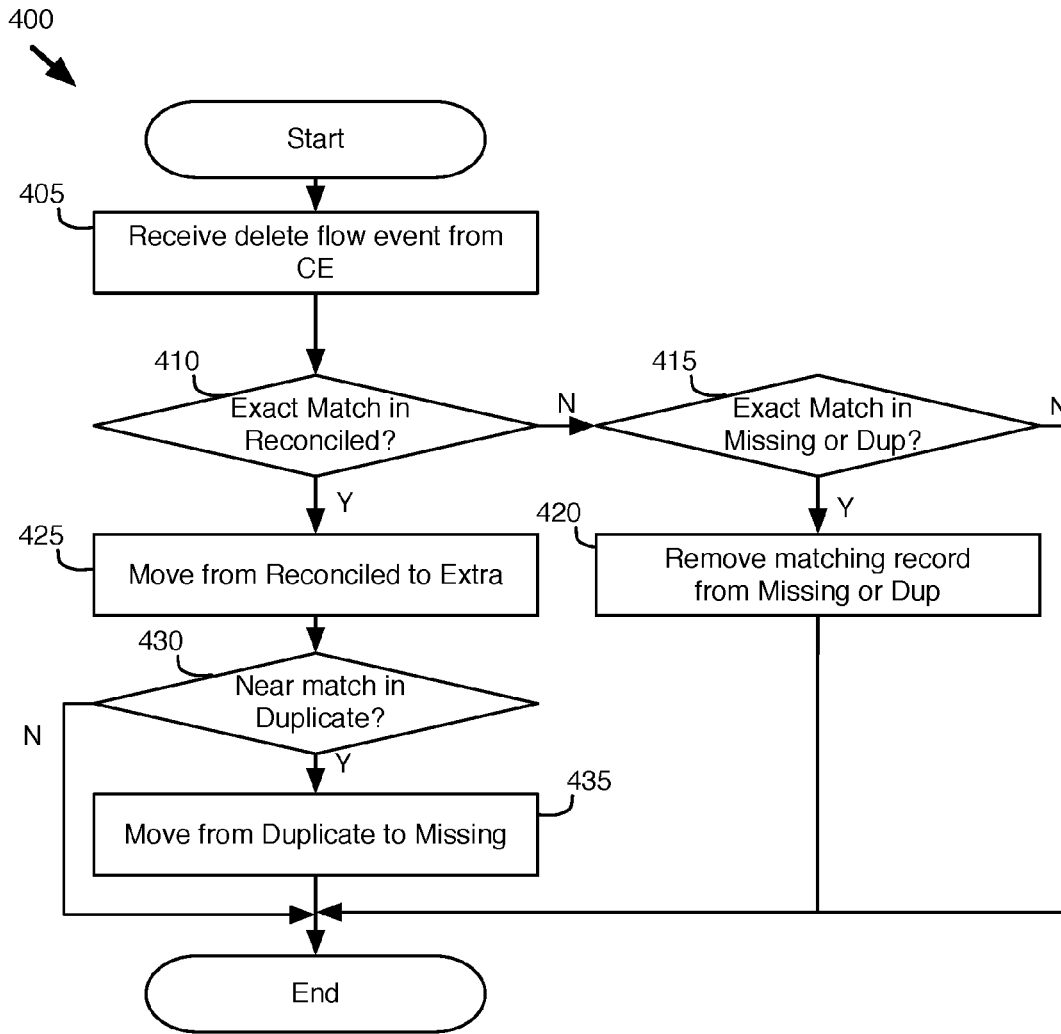 400
Start
405
Receive delete flow event from
CE
410
Exact Match in
Reconciled?
N
415
Exact Match in
Missing or Dup?
N
Y
Y
425
Move from Reconciled to Extra
420
Remove matching record
from Missing or Dup
430
Near match in
Duplicate?
N
Y
435
Move from Duplicate to Missing
End